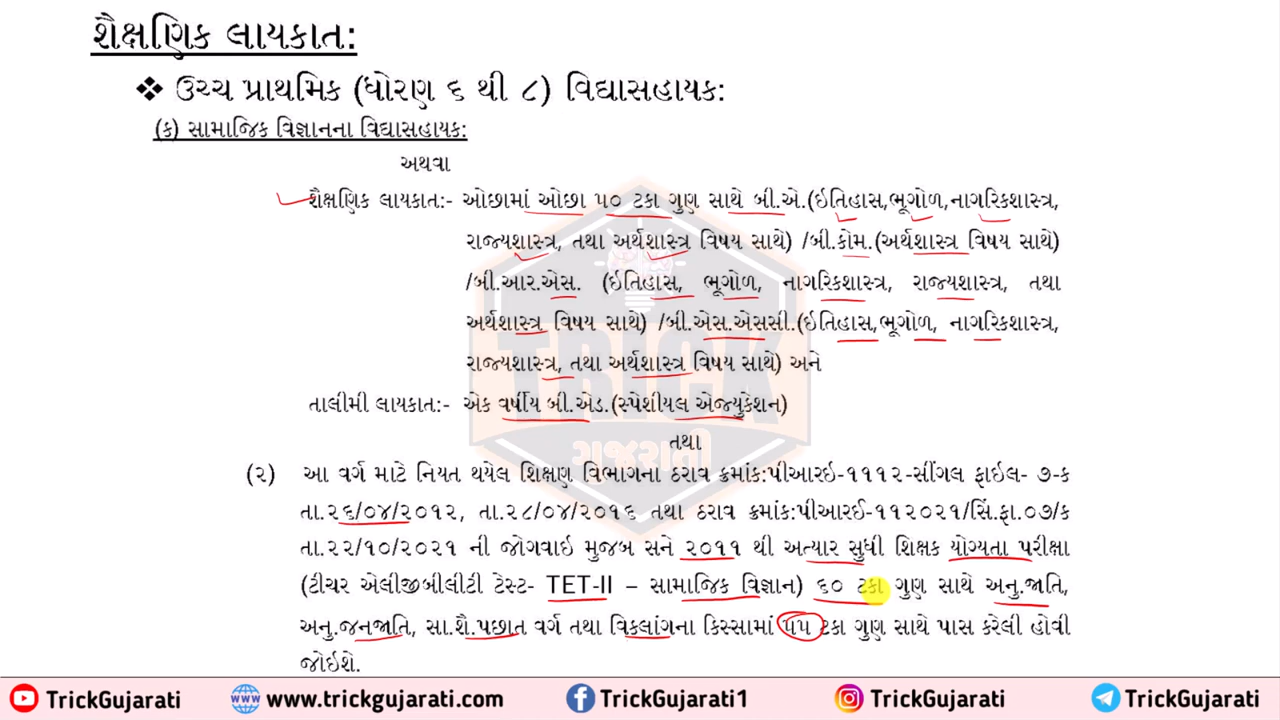 શૈક્ષણિક લાયકાત:
❖ ઉચ્ચ પ્રાથમિક (ધોરણ ૬ થી ૮) વિદ્યાસહાયક:
(ક) સામાજિક વિજ્ઞાનના વિદ્યાસહાયક:
અથવા
શૈક્ષણિક લાયકાત:- ઓછામાં ઓછા ૫૦ ટકા ગુણ સાથે બી.એ.(ઇતિહાસ,ભૂગોળ,નાગરિકશાસ્ત્ર,
રાજ્યશાસ્ત્ર, તથા અર્થશાસ્ત્ર વિષય સાથે) /બી.કોમ.(અર્થશાસ્ત્ર વિષય સાથે)
/બી.આર.એસ. (ઇતિહાસ, ભૂગોળ, નાગરિકશાસ્ત્ર, રાજ્યશાસ્ત્ર, તથા
અર્થશાસ્ત્ર વિષય સાથે) /બી.એસ.એસસી.(ઇતિહાસ,ભૂગોળ, નાગરિકશાસ્ત્ર,
રાજ્યશાસ્ત્ર, તથા અર્થશાસ્ત્ર વિષય સાથે) અને
તાલીમી લાયકાત:- એક વર્ષીય બી.એડ.(સ્પેશીયલ એજ્યુકેશન)
તથા
TRICK
ગુજરાતી
(૨) આ વર્ગ માટે નિયત થયેલ શિક્ષણ વિભાગના ઠરાવ ક્રમાંક:પીઆરઇ-૧૧૧૨-સીંગલ ફાઇલ- ૭-ક
તા.૨૬/૦૪/૨૦૧૨, તા.૨૮/૦૪/૨૦૧૬ તથા ઠરાવ ક્રમાંક:પીઆરઈ-૧૧૨૦૨૧/સિં.ફા.૦૭/ક
તા.૨૨/૧૦/૨૦૨૧ ની જોગવાઇ મુજબ સને ૨૦૧૧ થી અત્યાર સુધી શિક્ષક યોગ્યતા પરીક્ષા
(ટીચર એલીજીબીલીટી ટેસ્ટ- TET-II – સામાજિક વિજ્ઞાન) ૬૦ ટકા ગુણ સાથે અનુ.જાતિ,
અનુ.જનજાતિ, સા.શૈ.પછાત વર્ગ તથા વિકલાંગના કિસ્સામાં ૫૫ ટકા ગુણ સાથે પાસ કરેલી હોવી
જોઇશે.
TrickGujarati www.trickgujarati.com TrickGujarati1 TrickGujarati TrickGujarati